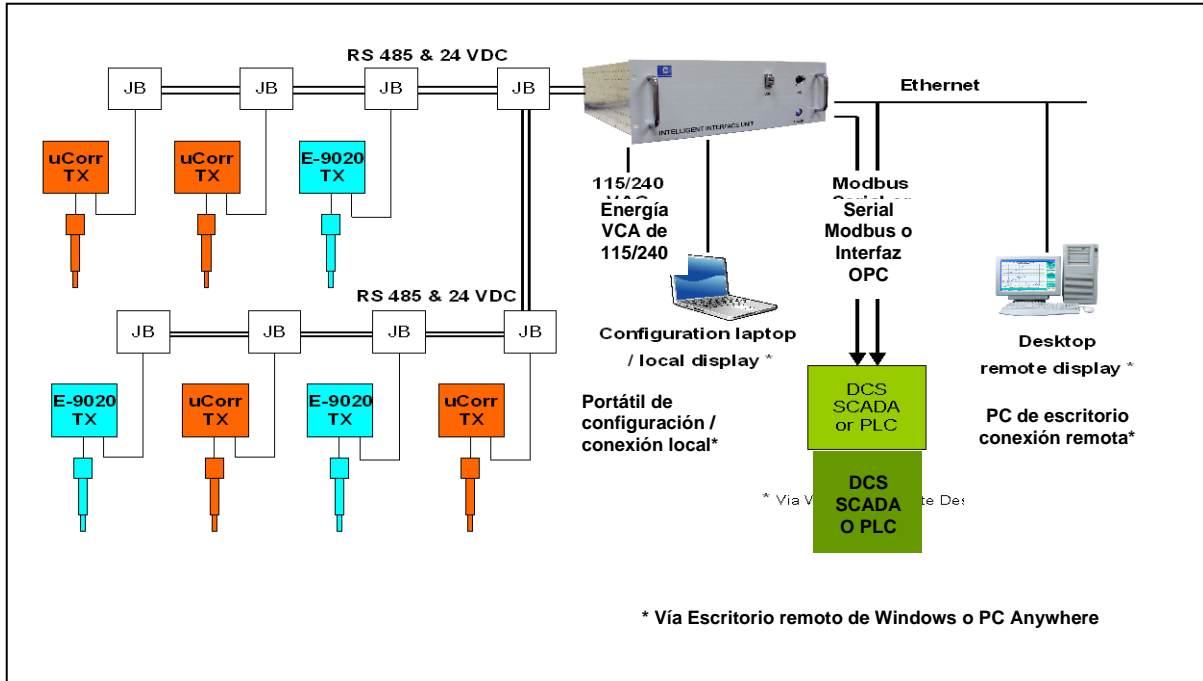 RS 485 & 24 VDC
JB
JB
JB
JB
INTELLIGENT INTERFACE UNIT
Ethernet
uCorr
TX
uCorr
TX
E-9020
TX
115/240
Energía
VCA de
115/240
Modbus
Serial
Modbus o
Interfaz
OPC
RS 485 & 24 VDC
JB
JB
JB
JB
Configuration laptop
/ local display *
Desktop
remote display *
E-9020
TX
uCorr
TX
E-9020
TX
uCorr
TX
Portátil de
configuración /
conexión local*
DCS
SCADA
or PLC
PC de escritorio
conexión remota*
DCS
SCADA
O PLC
* Via
* Vía Escritorio remoto de Windows o PC Anywhere